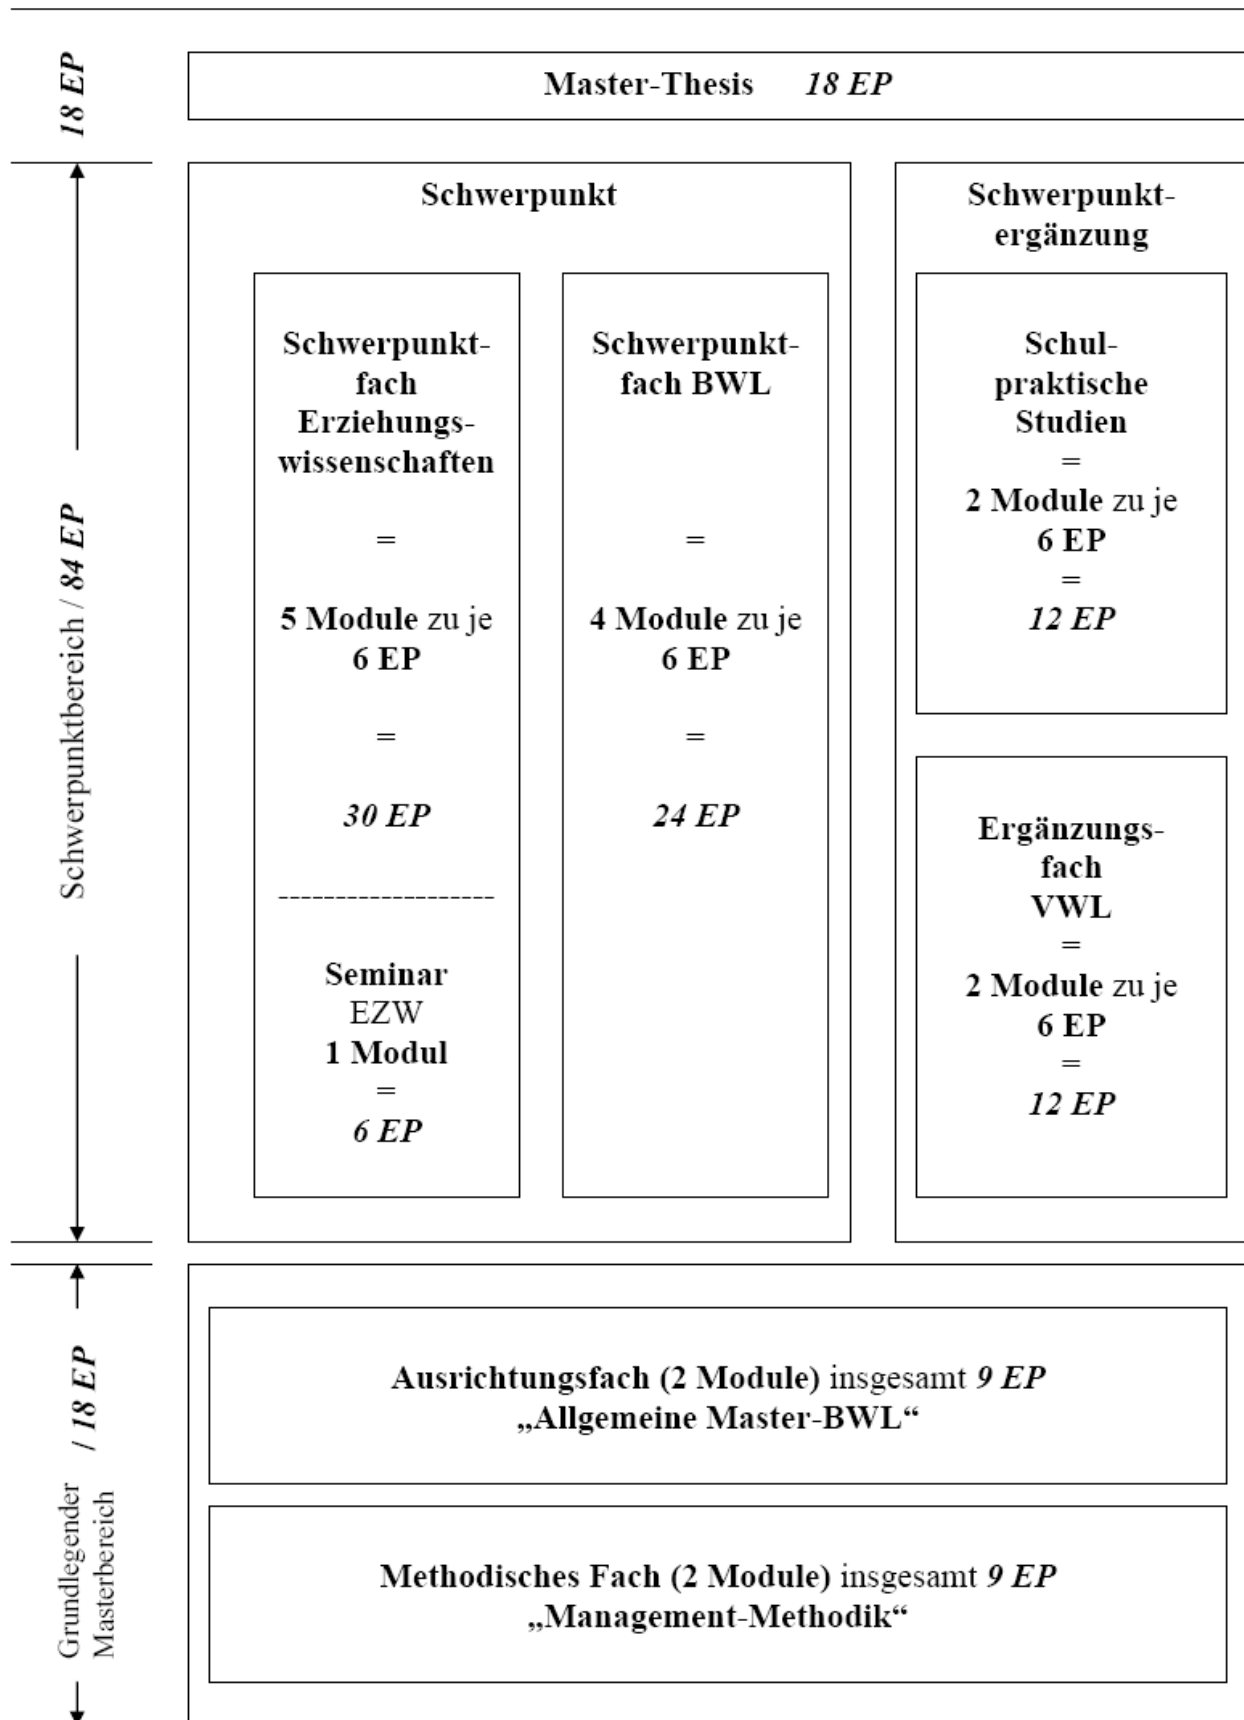 18 EP
Master-Thesis 18 EP
Schwerpunktbereich / 84 EP
Schwerpunkt
Schwerpunkt-
fach
Erziehungs-
wissenschaften
=
5 Module zu je
6 EP
=
30 EP
-------------------
Seminar
EZW
1 Modul
=
6 EP
Schwerpunkt-
fach BWL
=
4 Module zu je
6 EP
=
24 EP
Schwerpunkt-
ergänzung
Schul-
praktische
Studien
=
2 Module zu je
6 EP
=
12 EP
Ergänzungs-
fach
VWL
=
2 Module zu je
6 EP
=
12 EP
Grundlegender
Masterbereich
/ 18 EP
Ausrichtungsfach (2 Module) insgesamt 9 EP
„Allgemeine Master-BWL“
Methodisches Fach (2 Module) insgesamt 9 EP
„Management-Methodik“